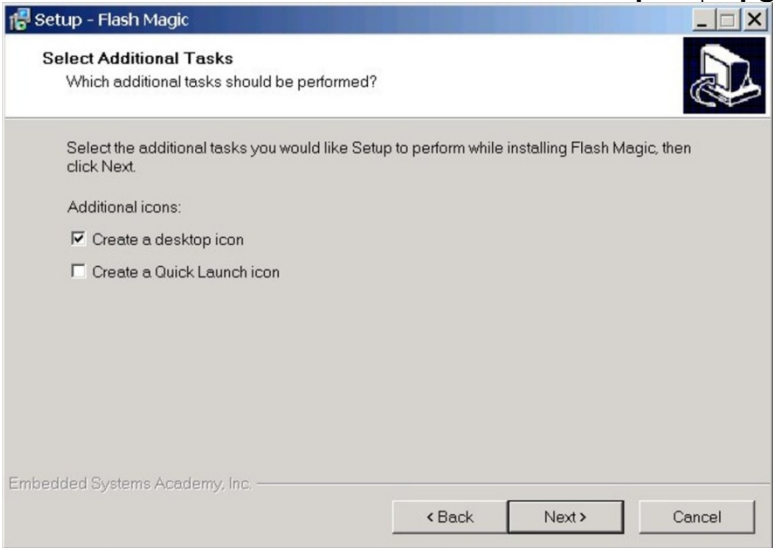 Setup - Flash Magic
Select Additional Tasks
Which additional tasks should be performed?
Select the additional tasks you would like Setup to perform while installing Flash Magic, then
click Next.
Additional icons:
Create a desktop icon
Create a Quick Launch icon
Embedded Systems Academy, Inc.
< Back
Next >
Cancel